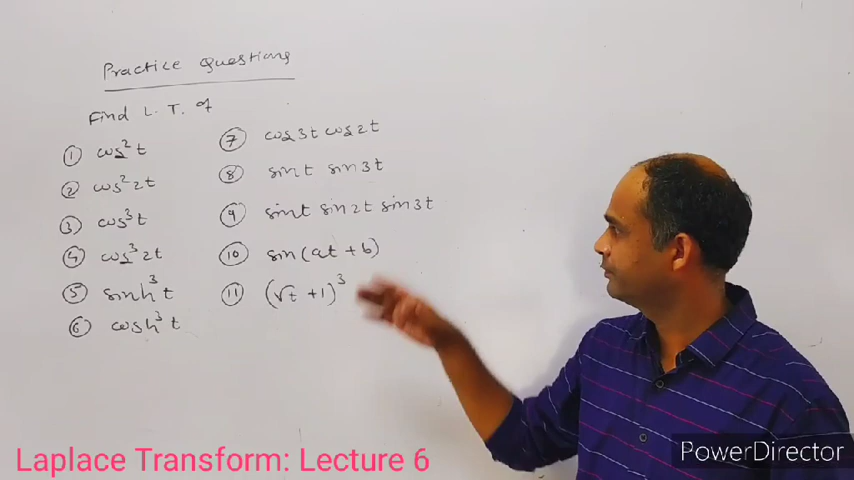 Practice Questions
Find L. T. of
① cos²t
② cos²2t
③ cos³t
④ cos³2t
⑤ sinh³t
⑥ cosh³t
⑦ cos3t cos2t
⑧ sint sin3t
⑨ sint sin2t sin3t
⑩ sin(at + b)
⑪ (√t + 1)³
PowerDirector
Laplace Transform: Lecture 6